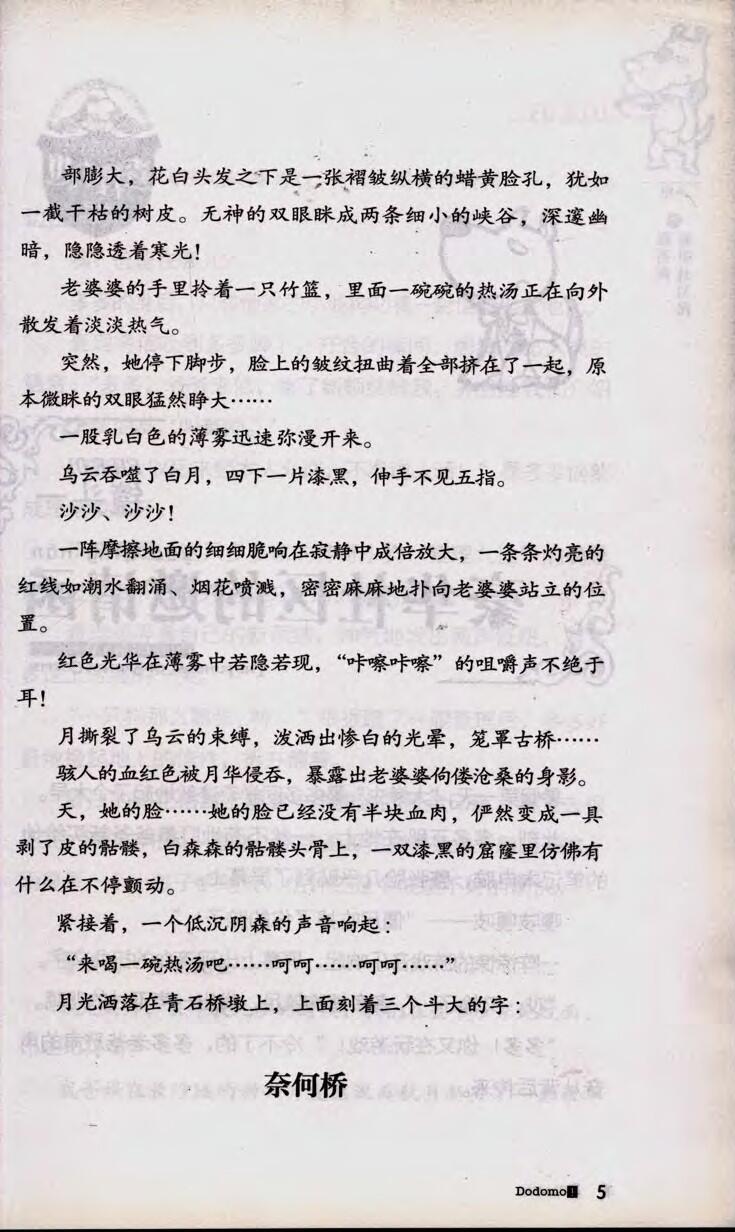 部膨大，花白头发之下是一张褶皱纵横的蜡黄脸孔，犹如
一截干枯的树皮。无神的双眼眯成两条细小的峡谷，深邃幽
暗，隐隐透着寒光！
老婆婆的手里拎着一只竹篮，里面一碗碗的热汤正在向外
散发着淡淡热气。
突然，她停下脚步，脸上的皱纹扭曲着全部挤在了一起，原
本微眯的双眼猛然睁大……
一股乳白色的薄雾迅速弥漫开来。
乌云吞噬了白月，四下一片漆黑，伸手不见五指。
沙沙、沙沙！
一阵摩擦地面的细细脆响在寂静中成倍放大，一条条灼亮的
红线如潮水翻涌、烟花喷溅，密密麻麻地扑向老婆婆站立的位
置。
红色光华在薄雾中若隐若现，“咔嚓咔嚓”的咀嚼声不绝于
耳！
月撕裂了乌云的束缚，泼洒出惨白的光晕，笼罩古桥……
骇人的血红色被月华侵吞，暴露出老婆婆佝偻沧桑的身影。
天，她的脸……她的脸已经没有半块血肉，俨然变成一具
剥了皮的骷髅，白森森的骷髅头骨上，一双漆黑的窟窿里仿佛有
什么在不停颤动。
紧接着，一个低沉阴森的声音响起：
“来喝一碗热汤吧……呵呵……呵呵……”
月光洒落在青石桥墩上，上面刻着三个斗大的字：
奈何桥
Dodomo! 5